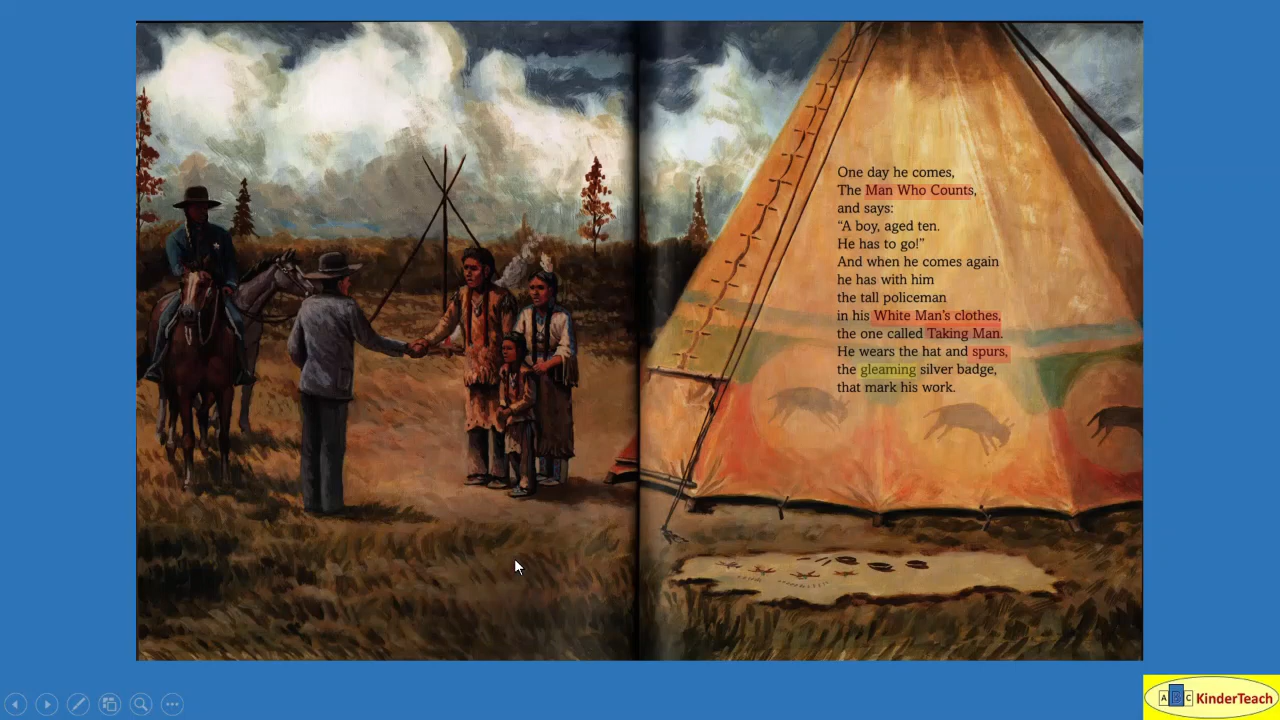 One day he comes,
The Man Who Counts,
and says:
“A boy, aged ten.
He has to go!”
And when he comes again
he has with him
the tall policeman
in his White Man's clothes,
the one called Taking Man.
He wears the hat and spurs,
the gleaming silver badge,
that mark his work.
A B C KinderTeach